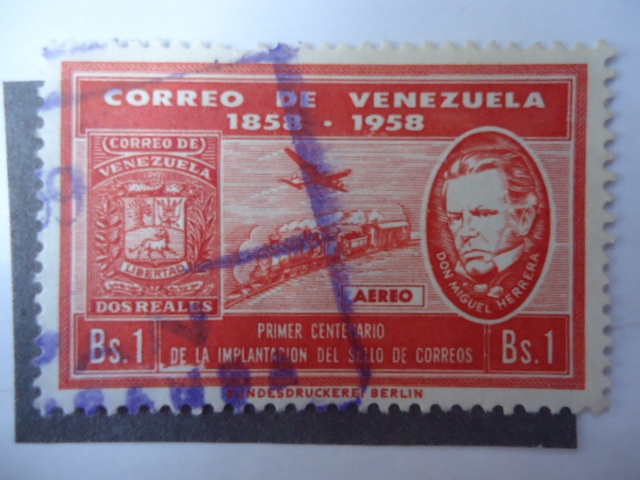 CORREO DE VENEZUELA
1858 - 1958
CORREO DE
VENEZUELA
LIBERTAD
DOS REALES
AEREO
DON MIGUEL HERRERA
Bs.1
PRIMER CENTENARIO
DE LA IMPLANTACION DEL SELLO DE CORREOS
Bs.1
BUNDESDRUCKEREI BERLIN